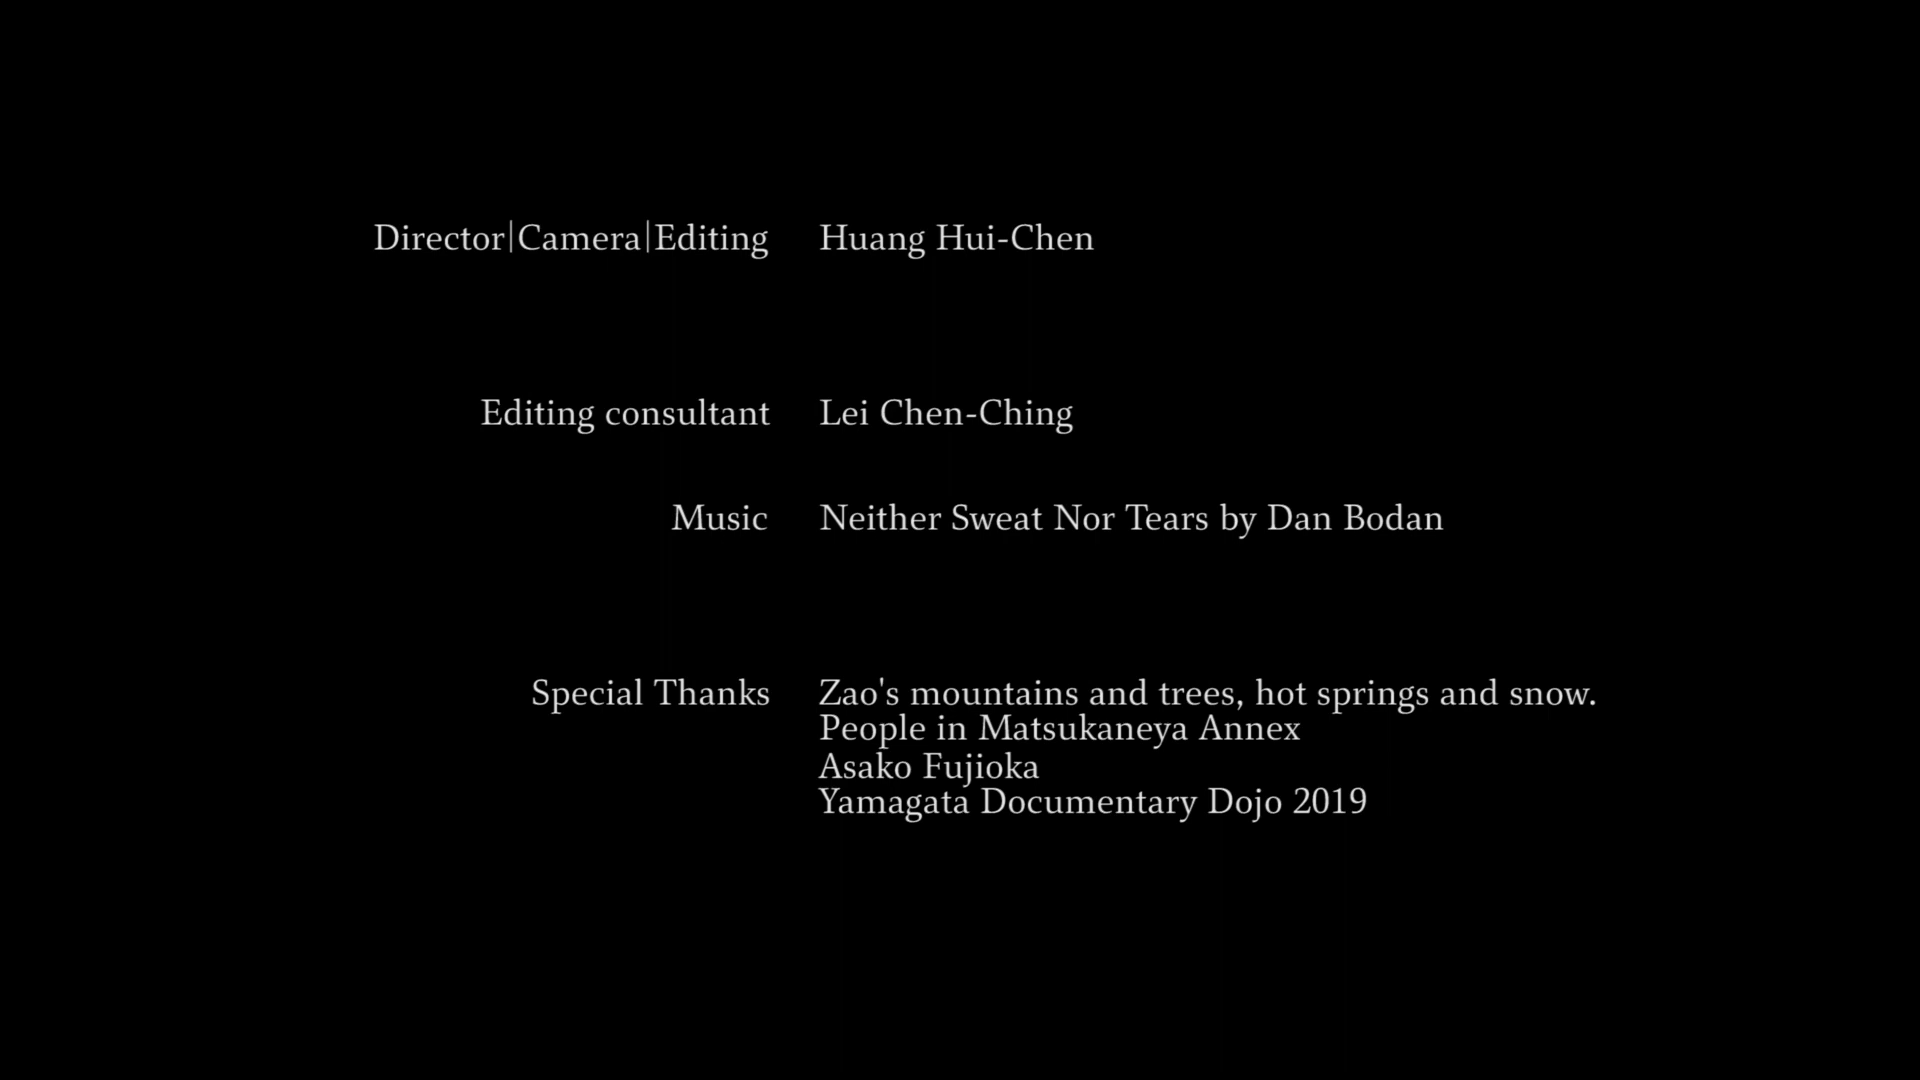 Director|Camera|Editing Huang Hui-Chen
Editing consultant Lei Chen-Ching
Music Neither Sweat Nor Tears by Dan Bodan
Special Thanks Zao's mountains and trees, hot springs and snow.
People in Matsukaneya Annex
Asako Fujioka
Yamagata Documentary Dojo 2019